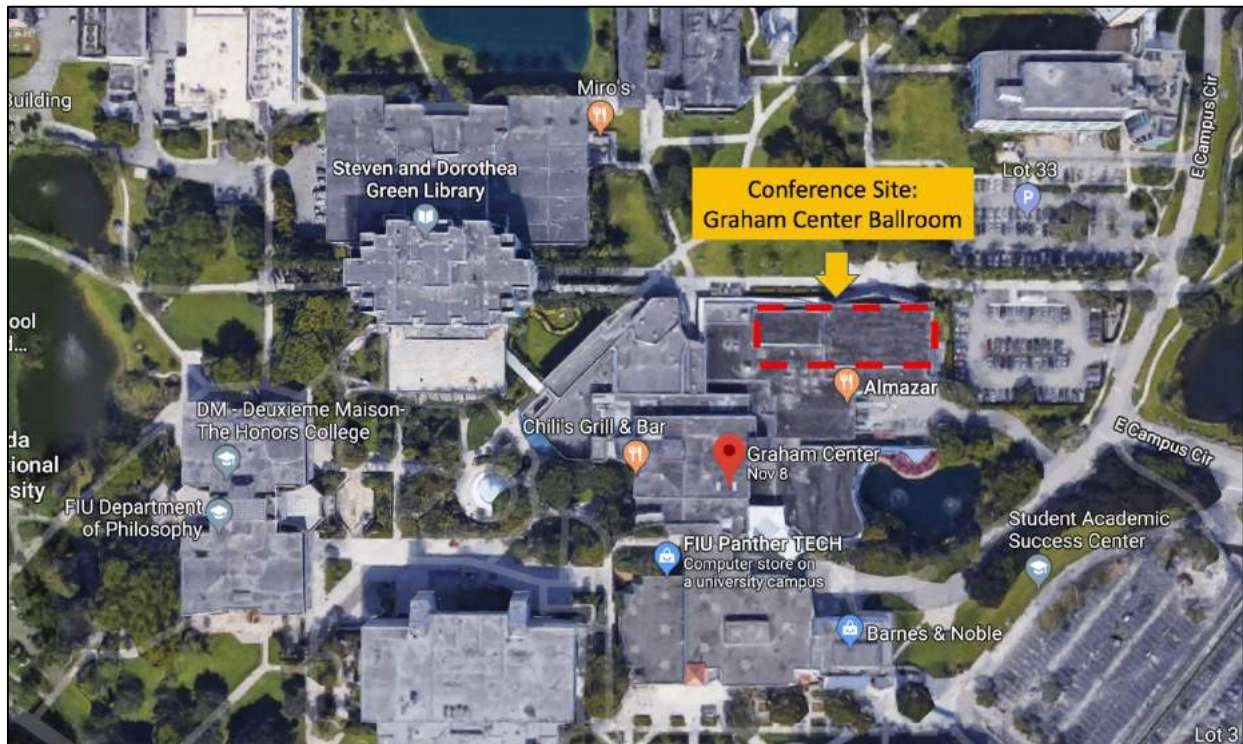 Building
Miro's
Steven and Dorothea
Green Library
Conference Site:
Graham Center Ballroom
Lot 33
E Campus Cir
ool
d...
Almazar
DM - Deuxieme Maison-
The Honors College
Chili's Grill & Bar
Graham Center
Nov 8
E Campus Cir
da
tional
sity
FIU Department
of Philosophy
FIU Panther TECH
Computer store on
a university campus
Student Academic
Success Center
Barnes & Noble
Lot 3